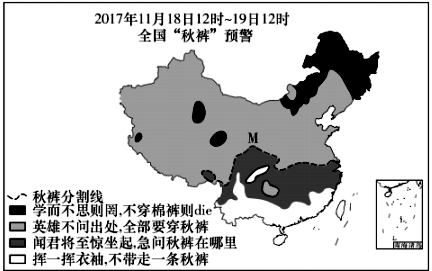 2017年11月18日12时~19日12时
全国“秋裤”预警
M
秋裤分割线
学而不思则罔,不穿棉裤则die
英雄不问出处,全部要穿秋裤
闻君将至惊坐起,急问秋裤在哪里
挥一挥衣袖,不带走一条秋裤